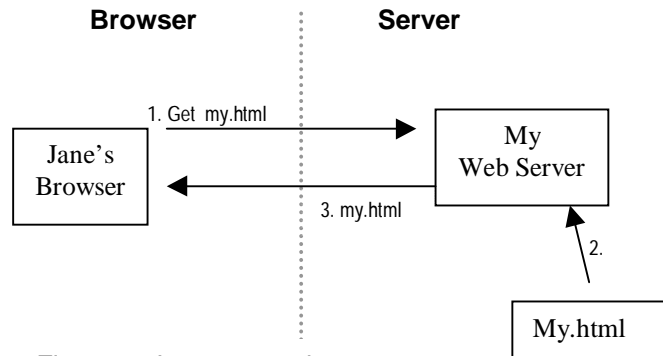 Browser
Server
1. Get my.html
Jane's
Browser
My
Web Server
3. my.html
2.
My.html